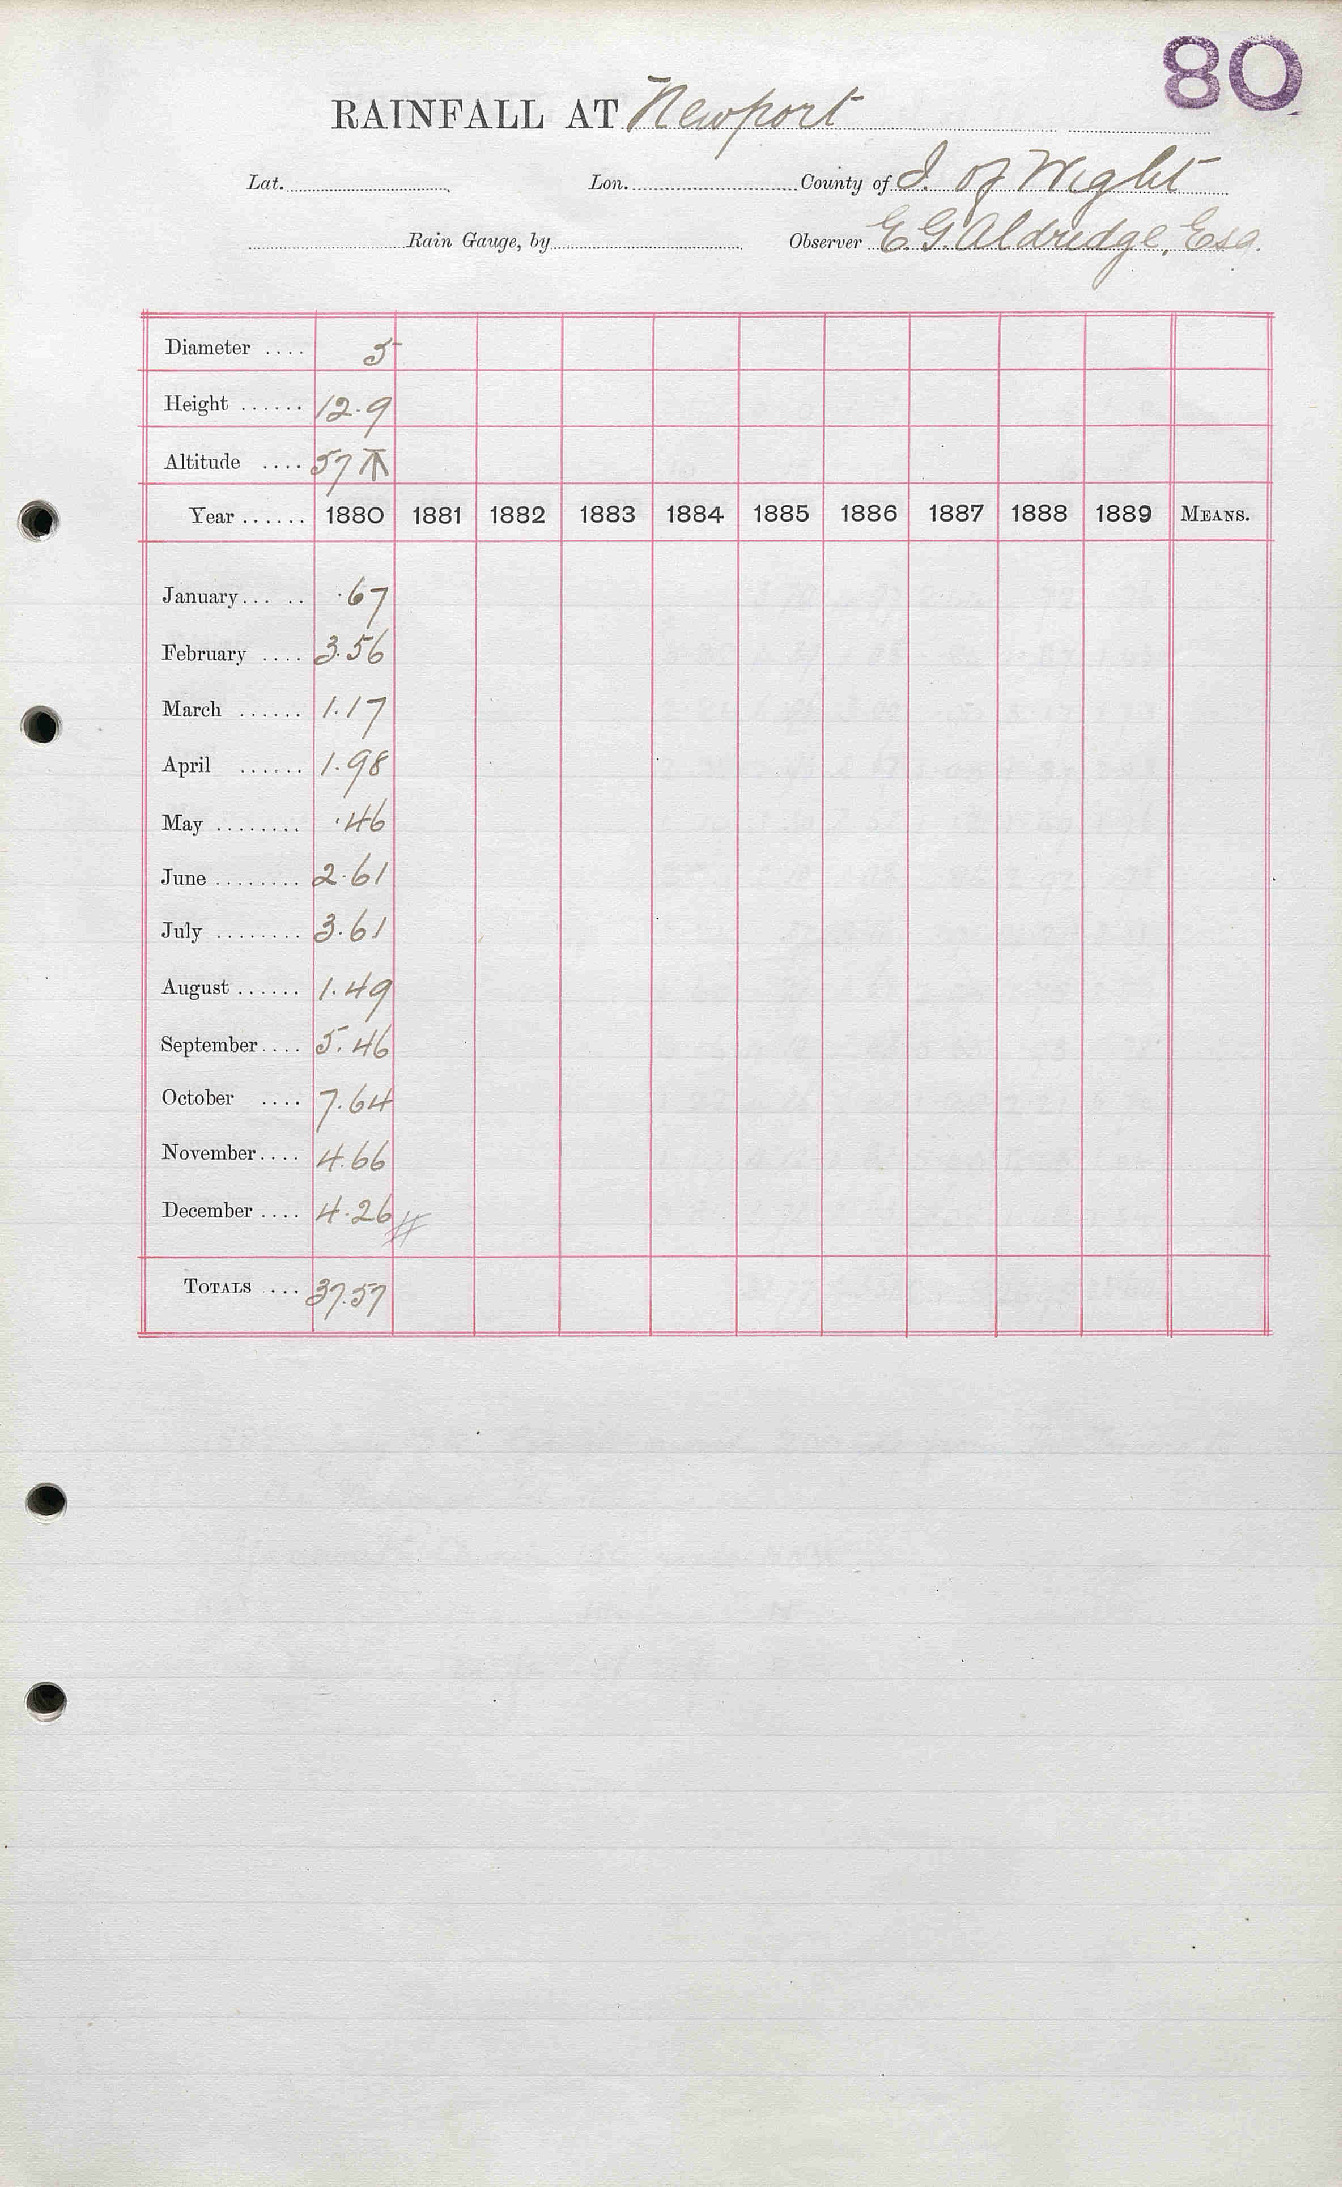 80
RAINFALL AT Newport
Lat. Lon. County of I. of Wight
Rain Gauge, by Observer E. G. Aldredge, Esq.
Diameter .... 5
Height ...... 12.9
Altitude .... 57
Year ...... 1880 1881 1882 1883 1884 1885 1886 1887 1888 1889 MEANS.
January... .. .67
February .... 3.56
March ...... 1.17
April ...... 1.98
May ........ .46
June ........ 2.61
July ........ 3.61
August ...... 1.49
September.... 5.46
October .... 7.64
November.... 4.66
December .... 4.26 #
TOTALS .... 37.57